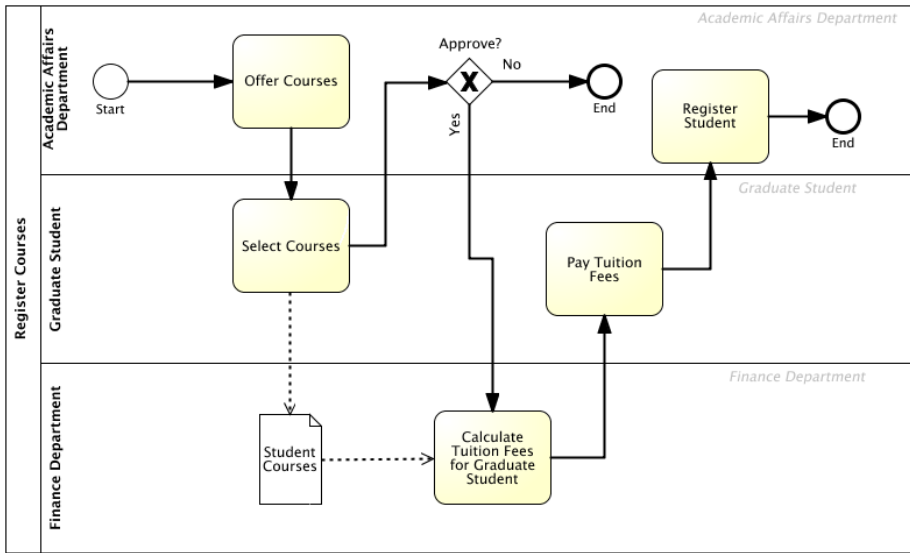 Register Courses
Academic Affairs
Department
Academic Affairs Department
Start
Offer Courses
Approve?
No
Yes
End
Register
Student
End
Graduate Student
Graduate Student
Select Courses
Pay Tuition
Fees
Finance Department
Finance Department
Student
Courses
Calculate
Tuition Fees
for Graduate
Student